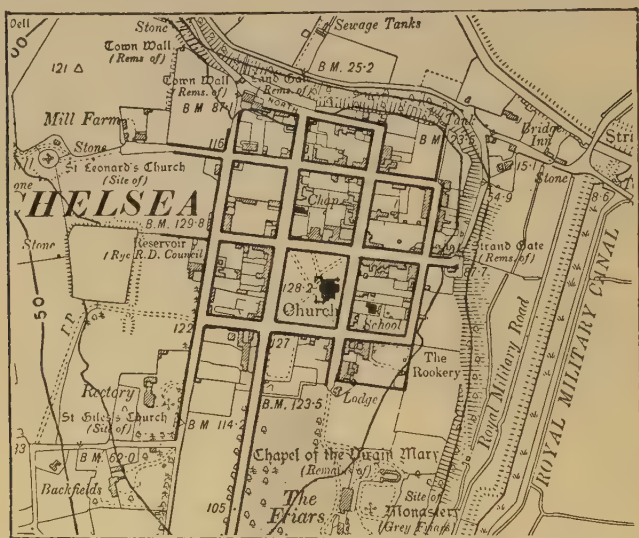 Stone
Sewage Tanks
Town Wall
(Rems of)
121
Town Wall
(Rems. of)
Land Gate
(Rems. of)
B M. 25·2
B M 87·1
NORTH
Mill Farm
116
B M
Tank
Bridge
Inn
Stone
St Leonard's Church
(Site of)
15·1
Stone
CHELSEA
Chap.
54·9
8·6
B.M. 129·8
Stone
Reservoir
Rye R.D. Council
Strand Gate
(Rems. of)
128·2
Church
50
122
School
127
The
Rookery
Royal Military Road
ROYAL MILITARY CANAL
F.P.
Rectory
Lodge
B.M. 123·5
St Giles's Church
(Site of)
B M 114·2
B M. 62·0
Chapel of the Virgin Mary
(Remains of)
Backfields
105
The
Friars
Site of
Monastery
(Grey Friars)